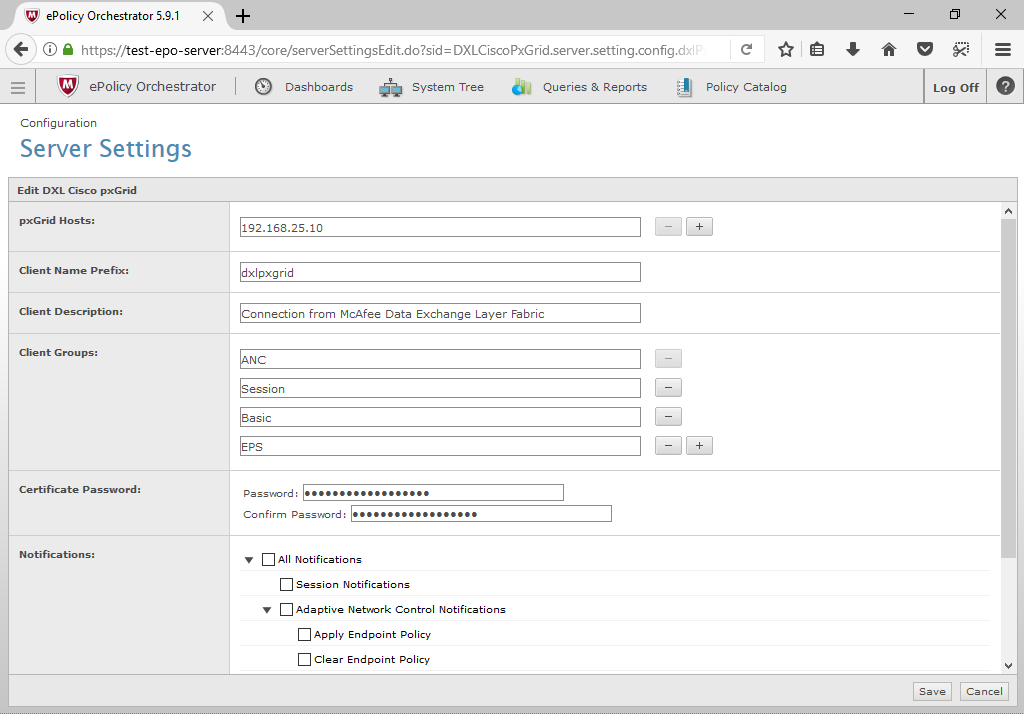 ePolicy Orchestrator 5.9.1
https://test-epo-server:8443/core/serverSettingsEdit.do?sid=DXLCiscoPxGrid.server.setting.config.dxlP
ePolicy Orchestrator Dashboards System Tree Queries & Reports Policy Catalog Log Off ?
Configuration
Server Settings
Edit DXL Cisco pxGrid
pxGrid Hosts: 192.168.25.10 − +
Client Name Prefix: dxlpxgrid
Client Description: Connection from McAfee Data Exchange Layer Fabric
Client Groups: ANC −
Session −
Basic −
EPS − +
Certificate Password: Password: ••••••••••••••••••
Confirm Password: ••••••••••••••••••
Notifications: All Notifications
Session Notifications
Adaptive Network Control Notifications
Apply Endpoint Policy
Clear Endpoint Policy
Save Cancel